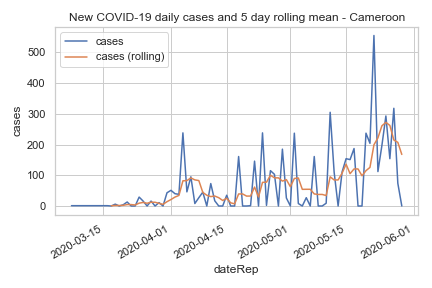 New COVID-19 daily cases and 5 day rolling mean - Cameroon
cases
cases (rolling)
500
400
300
200
100
0
cases
2020-03-15
2020-04-01
2020-04-15
2020-05-01
2020-05-15
2020-06-01
dateRep